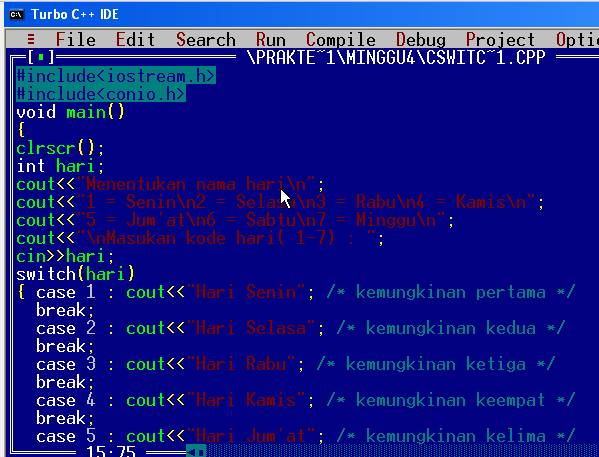 Turbo C++ IDE
≡ File Edit Search Run Compile Debug Project Optio
[■] \PRAKTE~1\MINGGU4\CSWITC~1.CPP
#include<iostream.h>
#include<conio.h>
void main()
{
clrscr();
int hari;
cout<<"Menentukan nama hari\n";
cout<<"1 = Senin\n2 = Selasa\n3 = Rabu\n4 = Kamis\n";
cout<<"5 = Jum'at\n6 = Sabtu\n7 = Minggu\n";
cout<<"\nMasukan kode hari( 1-7) : ";
cin>>hari;
switch(hari)
{ case 1 : cout<<"Hari Senin"; /* kemungkinan pertama */
break;
case 2 : cout<<"Hari Selasa"; /* kemungkinan kedua */
break;
case 3 : cout<<"Hari Rabu"; /* kemungkinan ketiga */
break;
case 4 : cout<<"Hari Kamis"; /* kemungkinan keempat */
break;
case 5 : cout<<"Hari Jum'at"; /* kemungkinan kelima */
15:75